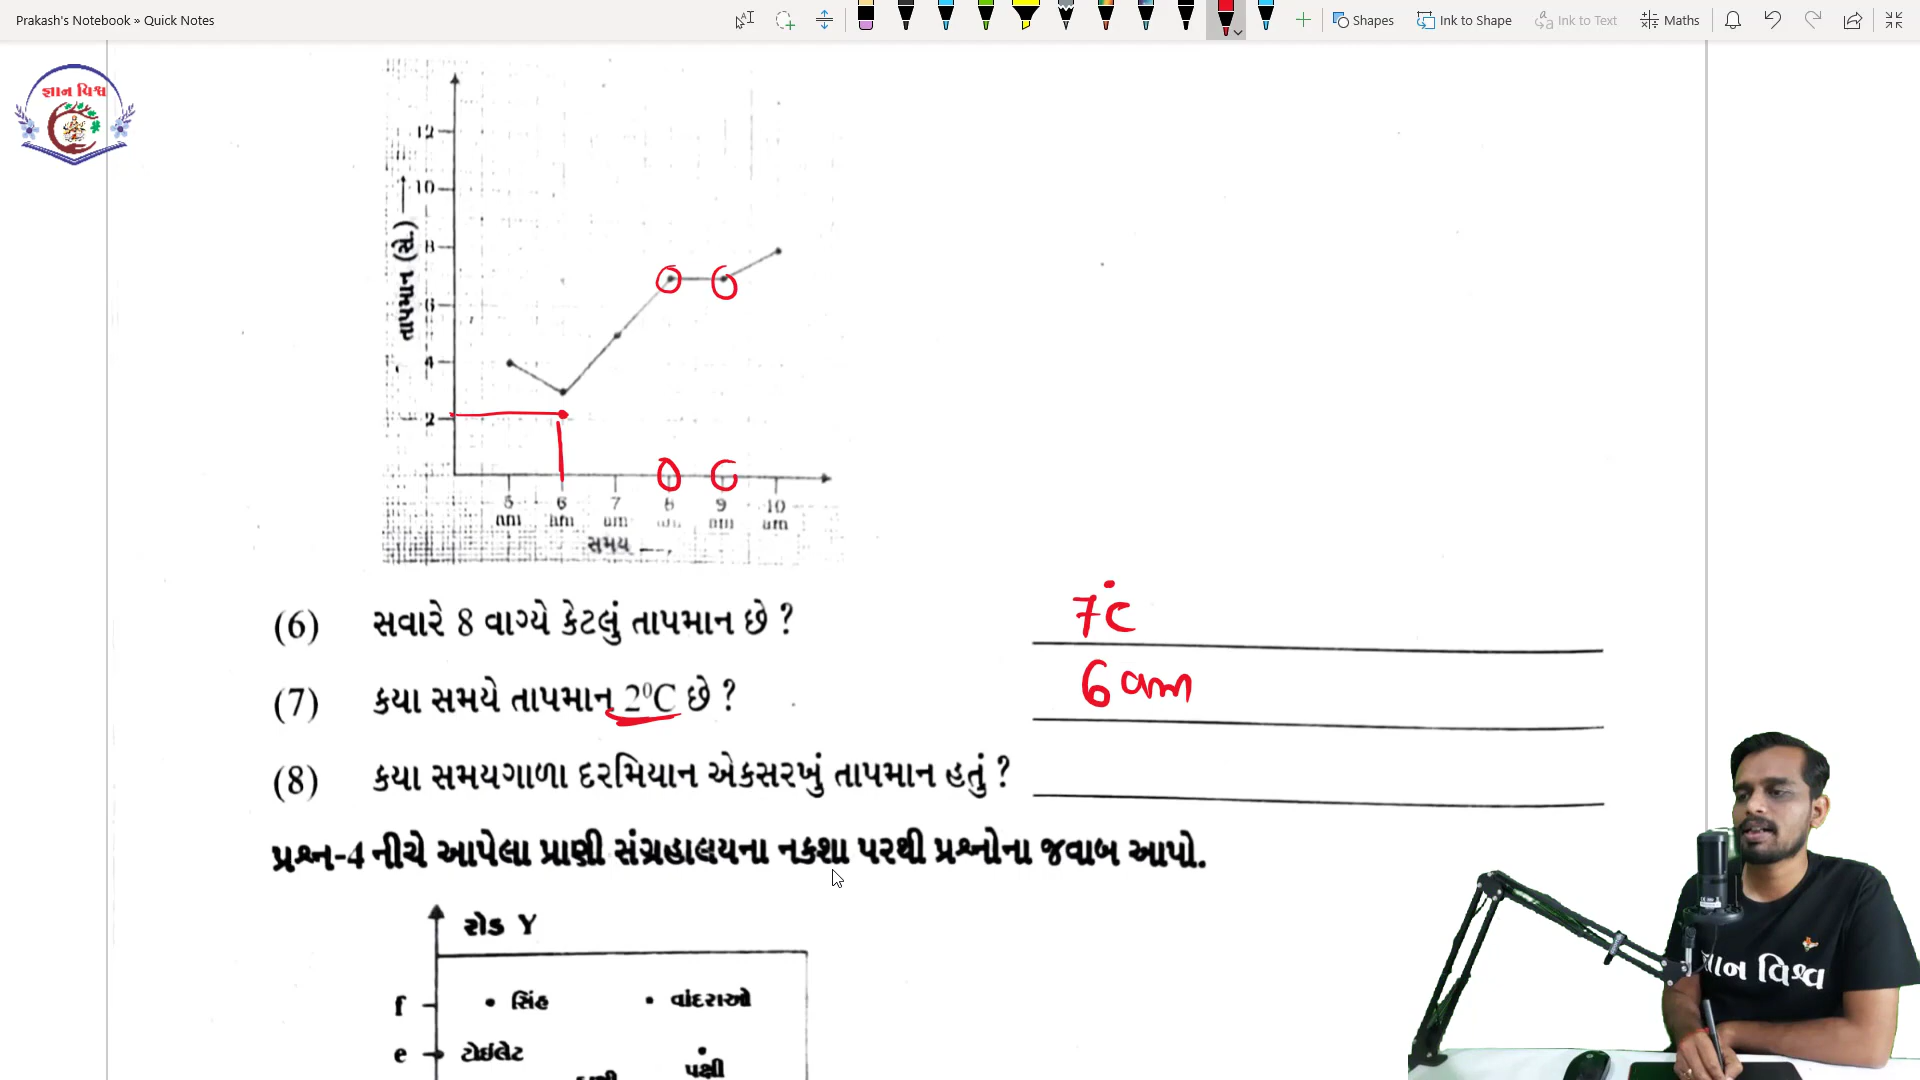 Prakash's Notebook » Quick Notes
Shapes
Ink to Shape
Ink to Text
Maths
જ્ઞાન વિશ્વ
12
10
8
6
4
2
તાપમાન (સે.)
5 6 7 8 9 10
am am am am am am
સમય
(6) સવારે 8 વાગ્યે કેટલું તાપમાન છે ? 7°C
(7) કયા સમયે તાપમાન 2⁰C છે ? 6 am
(8) કયા સમયગાળા દરમિયાન એકસરખું તાપમાન હતું ?
પ્રશ્ન-4 નીચે આપેલા પ્રાણી સંગ્રહાલયના નકશા પરથી પ્રશ્નોના જવાબ આપો.
રોડ Y
f સિંહ વાંદરાઓ
e ટોઇલેટ
પક્ષી
જ્ઞાન વિશ્વ